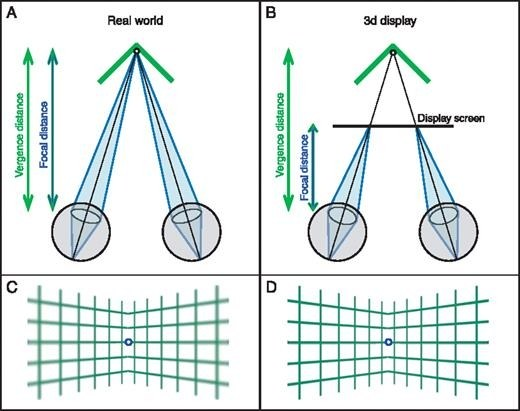 A
Real world
Vergence distance
Focal distance
B
3d display
Vergence distance
Focal distance
Display screen
C
D